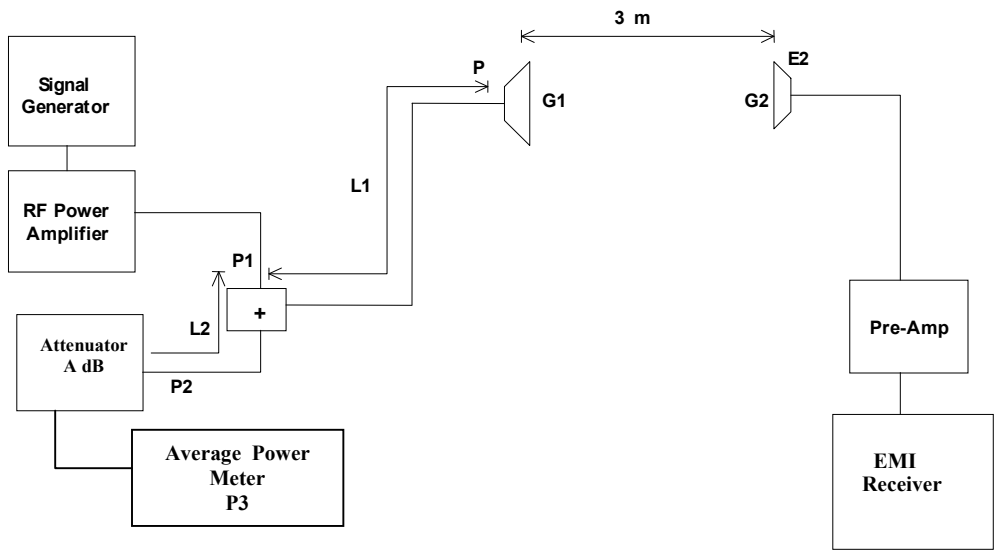 3 m
Signal
Generator
P
E2
G1
G2
L1
RF Power
Amplifier
P1
+
L2
Attenuator
A dB
P2
Pre-Amp
Average Power
Meter
P3
EMI
Receiver